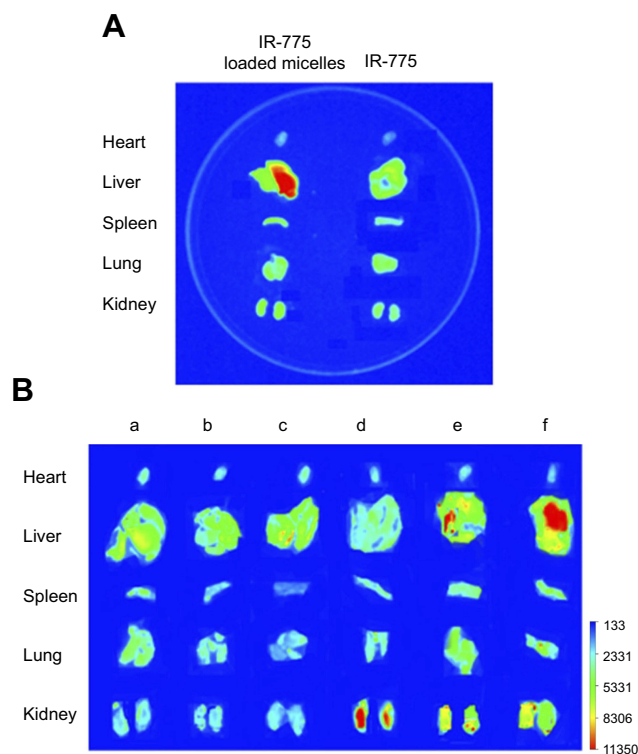 A
IR-775
loaded micelles
IR-775
Heart
Liver
Spleen
Lung
Kidney
B
a b c d e f
Heart
Liver
Spleen
Lung
Kidney
133
2331
5331
8306
11350